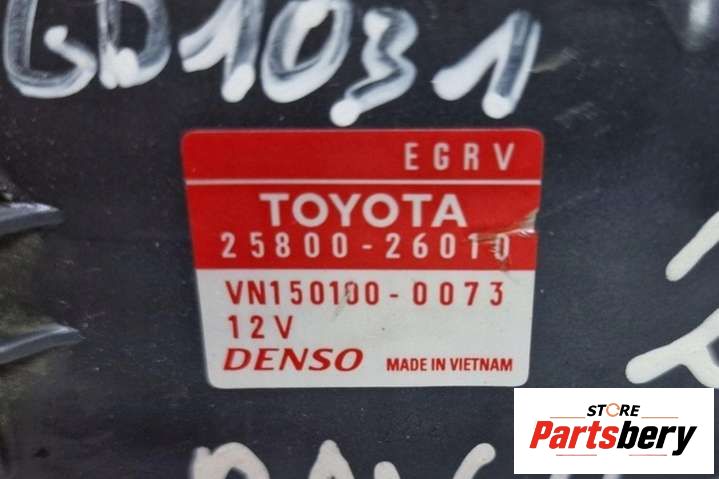 GD1031
EGRV
TOYOTA
25800-26010
VN150100-0073
12V
DENSO MADE IN VIETNAM
STORE
Partsbery